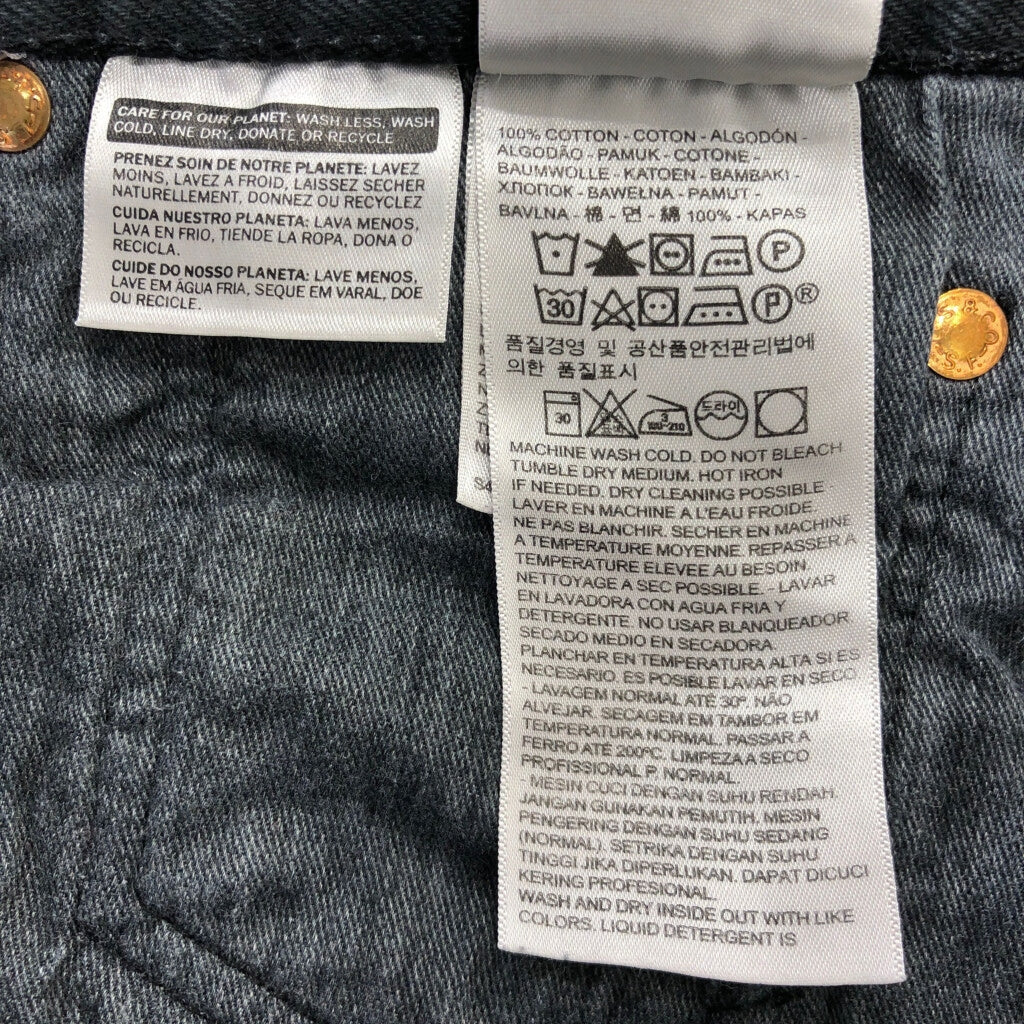 CARE FOR OUR PLANET: WASH LESS, WASH
COLD, LINE DRY, DONATE OR RECYCLE
PRENEZ SOIN DE NOTRE PLANETE: LAVEZ
MOINS, LAVEZ A FROID, LAISSEZ SECHER
NATURELLEMENT, DONNEZ OU RECYCLEZ
CUIDA NUESTRO PLANETA: LAVA MENOS,
LAVA EN FRIO, TIENDE LA ROPA, DONA O
RECICLA.
CUIDE DO NOSSO PLANETA: LAVE MENOS,
LAVE EM ÁGUA FRIA, SEQUE EM VARAL, DOE
OU RECICLE.
100% COTTON - COTON - ALGODÓN -
ALGODÃO - PAMUK - COTONE -
BAUMWOLLE - KATOEN - BAMBAKI -
ХЛОПОК - BAWEŁNA - PAMUT -
BAVLNA - 棉 - 면 - 綿 100% - KAPAS
P
30 P ®
품질경영 및 공산품안전관리법에
의한 품질표시
30 3 180~210 드라이
MACHINE WASH COLD. DO NOT BLEACH
TUMBLE DRY MEDIUM. HOT IRON
IF NEEDED. DRY CLEANING POSSIBLE
LAVER EN MACHINE A L'EAU FROIDE.
NE PAS BLANCHIR. SECHER EN MACHINE
A TEMPERATURE MOYENNE. REPASSER A
TEMPERATURE ELEVEE AU BESOIN.
NETTOYAGE A SEC POSSIBLE. - LAVAR
EN LAVADORA CON AGUA FRIA Y
DETERGENTE. NO USAR BLANQUEADOR
SECADO MEDIO EN SECADORA
PLANCHAR EN TEMPERATURA ALTA SI ES
NECESARIO. ES POSIBLE LAVAR EN SECO
- LAVAGEM NORMAL ATÉ 30º. NÃO
ALVEJAR. SECAGEM EM TAMBOR EM
TEMPERATURA NORMAL. PASSAR A
FERRO ATÉ 200ºC. LIMPEZA A SECO
PROFISSIONAL P. NORMAL
- MESIN CUCI DENGAN SUHU RENDAH.
JANGAN GUNAKAN PEMUTIH. MESIN
PENGERING DENGAN SUHU SEDANG
(NORMAL). SETRIKA DENGAN SUHU
TINGGI JIKA DIPERLUKAN. DAPAT DICUCI
KERING PROFESIONAL.
WASH AND DRY INSIDE OUT WITH LIKE
COLORS. LIQUID DETERGENT IS
S4
& CO
S.F.